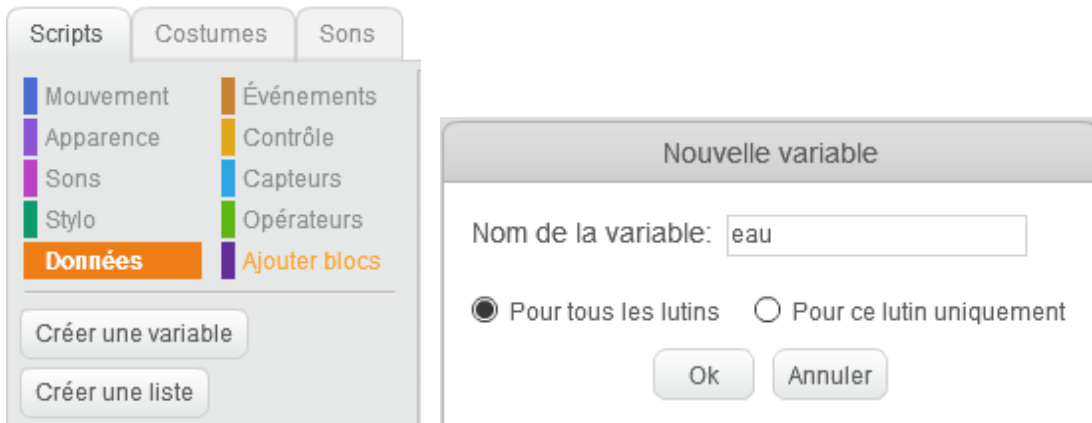 Scripts Costumes Sons
Mouvement Événements
Apparence Contrôle
Sons Capteurs
Stylo Opérateurs
Données Ajouter blocs
Créer une variable
Créer une liste
Nouvelle variable
Nom de la variable: eau
Pour tous les lutins Pour ce lutin uniquement
Ok Annuler